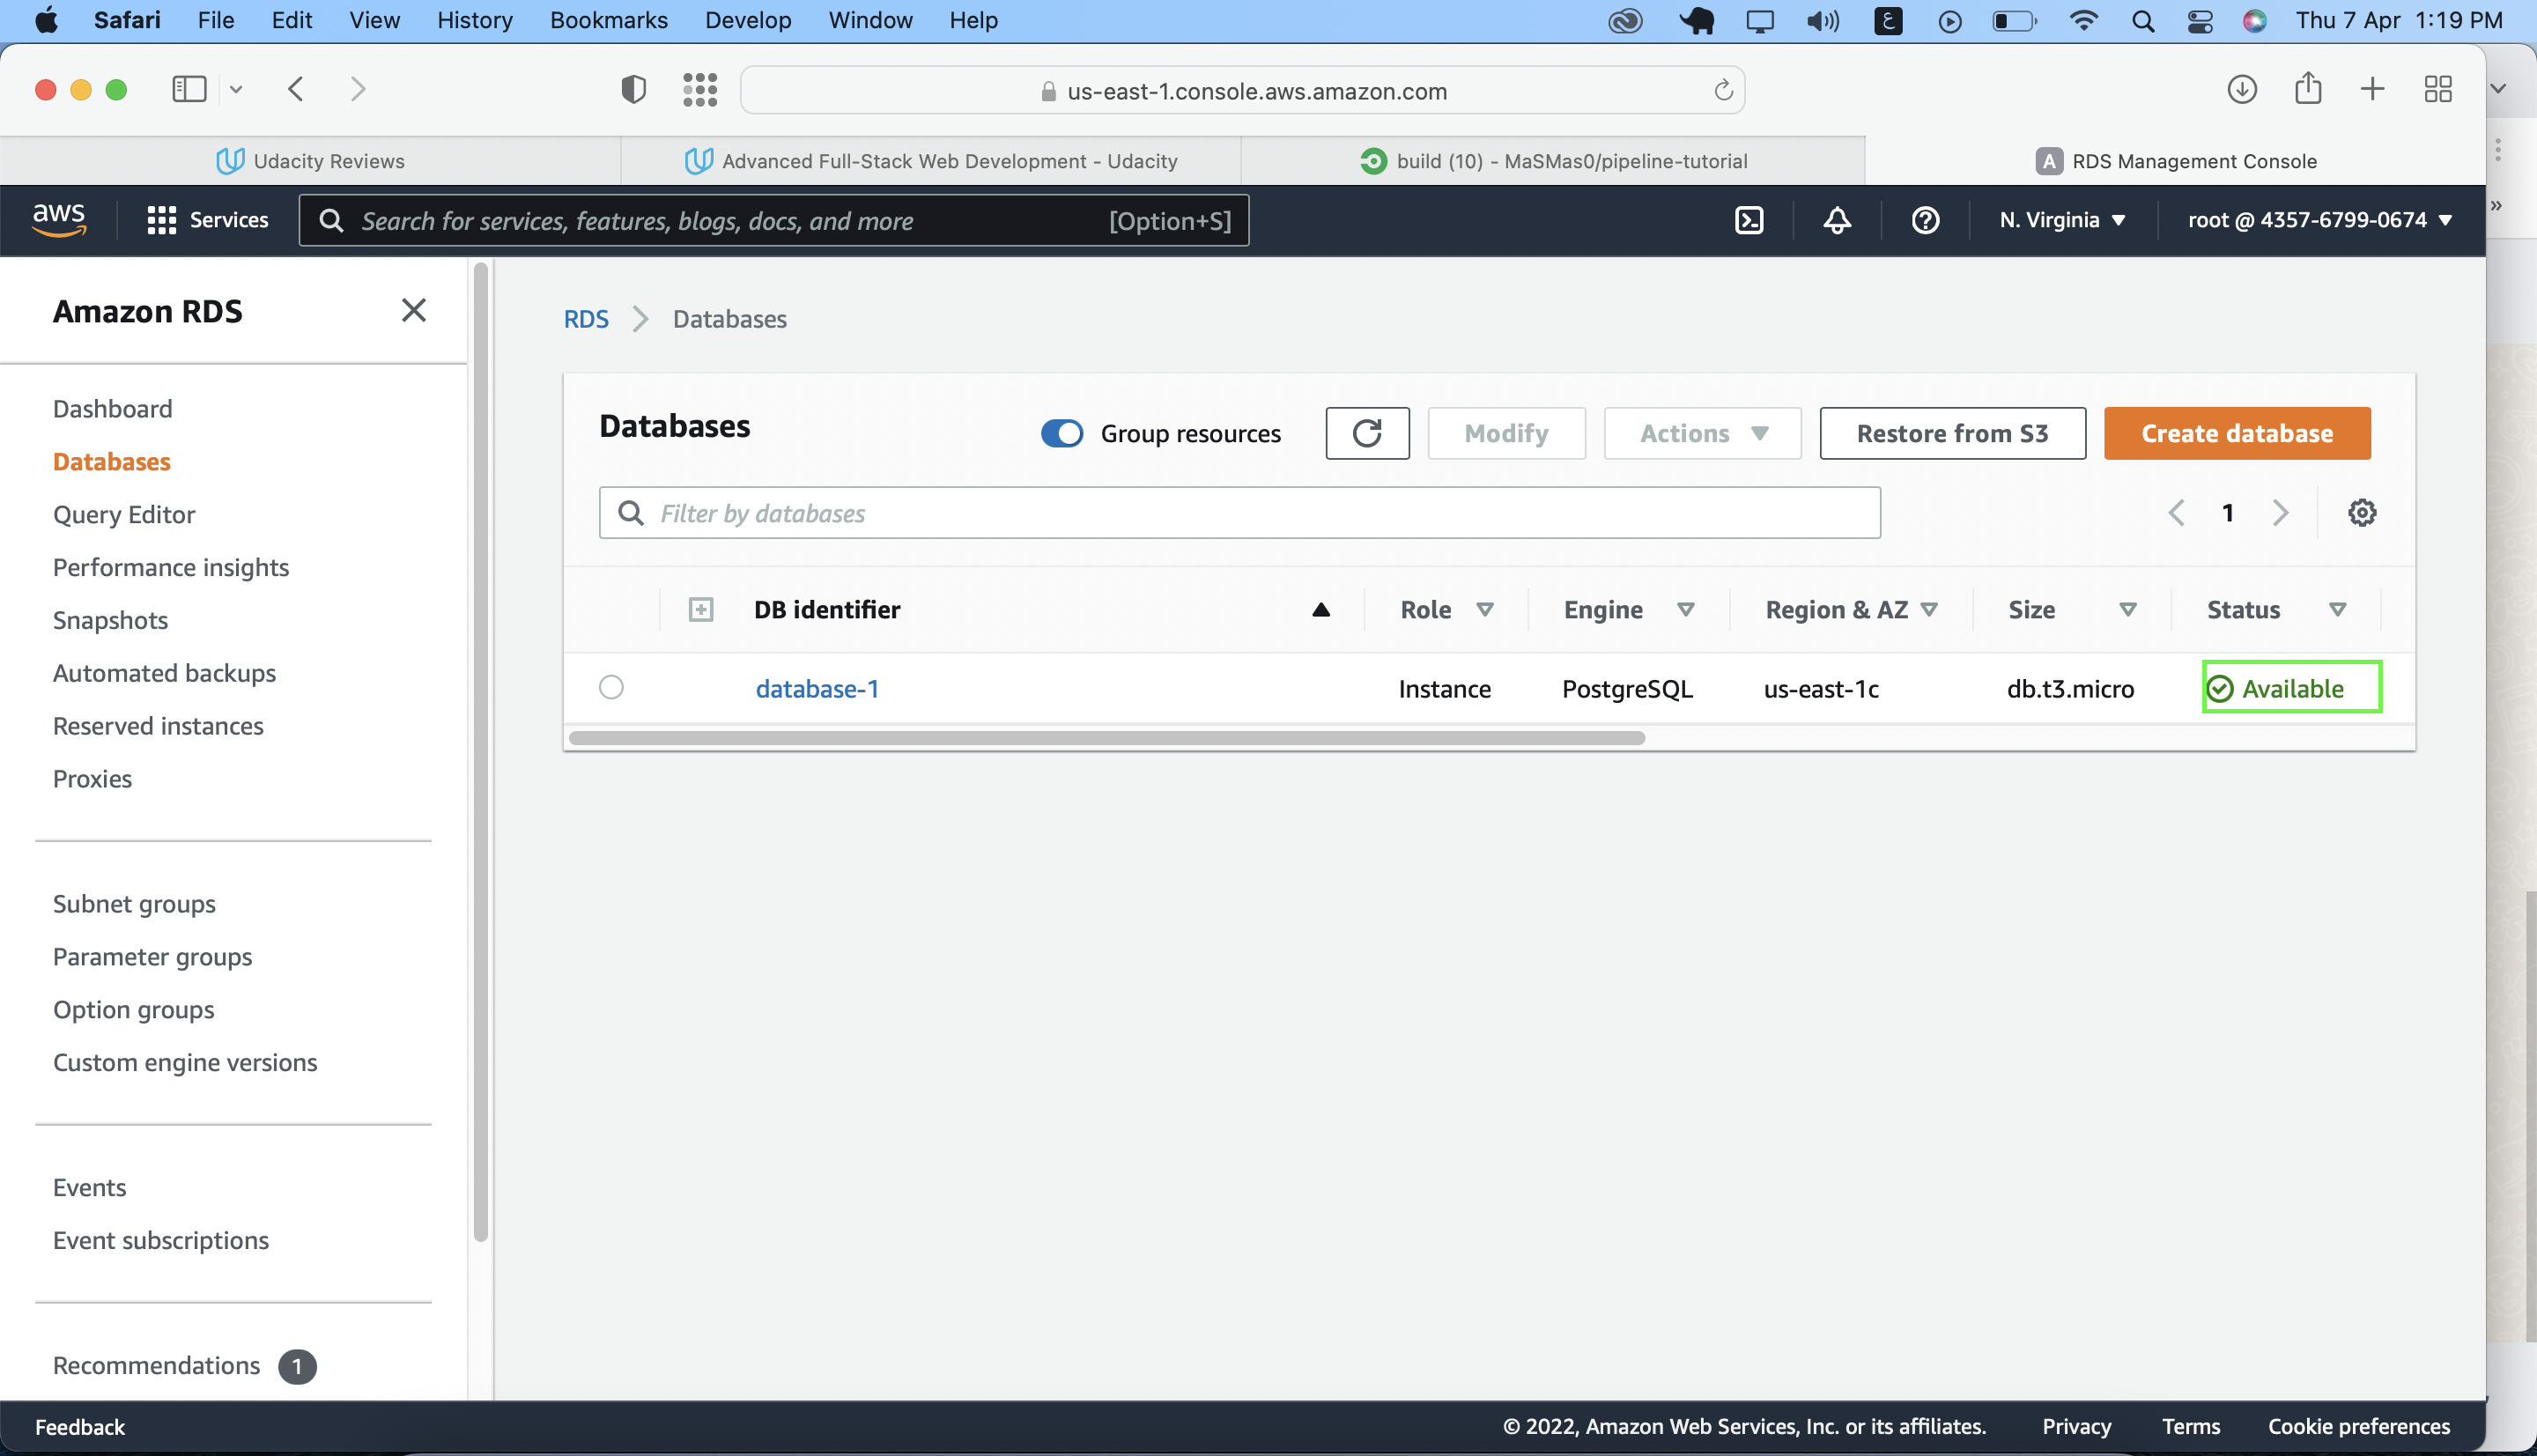 Safari File Edit View History Bookmarks Develop Window Help ع Thu 7 Apr 1:19 PM
us-east-1.console.aws.amazon.com
Udacity Reviews Advanced Full-Stack Web Development - Udacity build (10) - MaSMas0/pipeline-tutorial A RDS Management Console
aws Services Search for services, features, blogs, docs, and more [Option+S] N. Virginia root @ 4357-6799-0674
Amazon RDS
Dashboard
Databases
Query Editor
Performance insights
Snapshots
Automated backups
Reserved instances
Proxies
Subnet groups
Parameter groups
Option groups
Custom engine versions
Events
Event subscriptions
Recommendations 1
RDS Databases
Databases Group resources Modify Actions Restore from S3 Create database
Filter by databases 1
DB identifier Role Engine Region & AZ Size Status
database-1 Instance PostgreSQL us-east-1c db.t3.micro Available
Feedback © 2022, Amazon Web Services, Inc. or its affiliates. Privacy Terms Cookie preferences